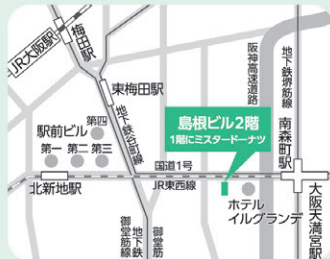 JR大阪駅
梅田駅
東梅田駅
地下鉄谷町線
阪神高速道路
地下鉄堺筋線
南森町駅
駅前ビル
第四
第一
第二
第三
島根ビル2階
1階にミスタードーナツ
国道1号
北新地駅
JR東西線
大阪天満宮駅
ホテル
イルグランデ
地下鉄
御堂筋線
御堂筋